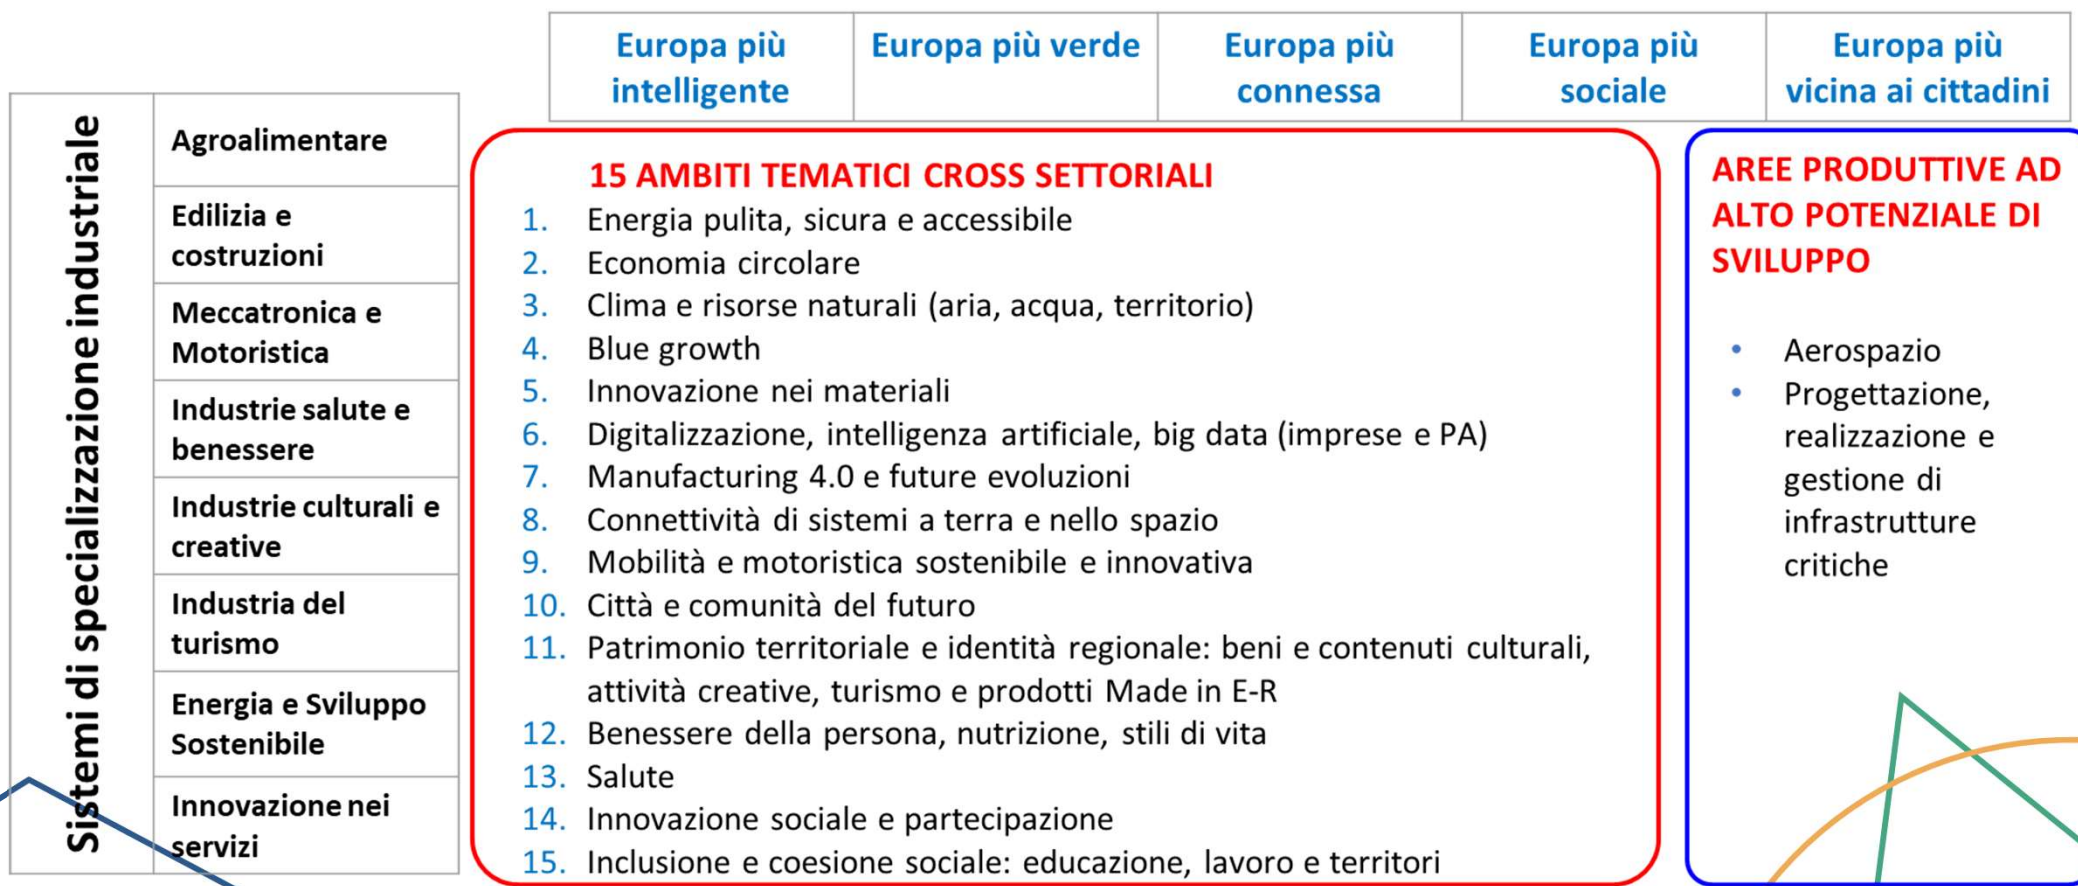 Europa più
intelligente
Europa più verde
Europa più
connessa
Europa più
sociale
Europa più
vicina ai cittadini
Sistemi di specializzazione industriale
Agroalimentare
Edilizia e
costruzioni
Meccatronica e
Motoristica
Industrie salute e
benessere
Industrie culturali e
creative
Industria del
turismo
Energia e Sviluppo
Sostenibile
Innovazione nei
servizi
15 AMBITI TEMATICI CROSS SETTORIALI
1. Energia pulita, sicura e accessibile
2. Economia circolare
3. Clima e risorse naturali (aria, acqua, territorio)
4. Blue growth
5. Innovazione nei materiali
6. Digitalizzazione, intelligenza artificiale, big data (imprese e PA)
7. Manufacturing 4.0 e future evoluzioni
8. Connettività di sistemi a terra e nello spazio
9. Mobilità e motoristica sostenibile e innovativa
10. Città e comunità del futuro
11. Patrimonio territoriale e identità regionale: beni e contenuti culturali,
attività creative, turismo e prodotti Made in E-R
12. Benessere della persona, nutrizione, stili di vita
13. Salute
14. Innovazione sociale e partecipazione
15. Inclusione e coesione sociale: educazione, lavoro e territori
AREE PRODUTTIVE AD
ALTO POTENZIALE DI
SVILUPPO
• Aerospazio
• Progettazione,
realizzazione e
gestione di
infrastrutture
critiche